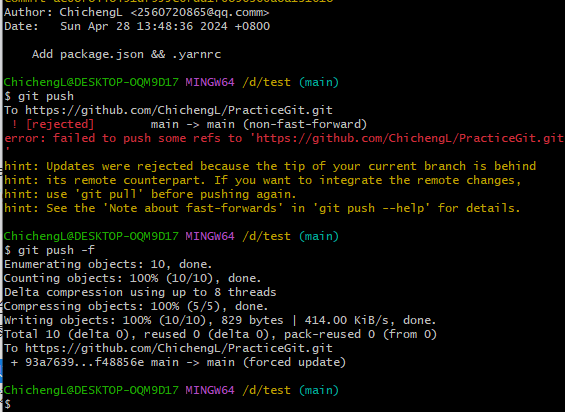 Author: ChichengL <2560720865@qq.comm>
Date: Sun Apr 28 13:48:36 2024 +0800
Add package.json && .yarnrc
ChichengL@DESKTOP-OQM9D17 MINGW64 /d/test (main)
$ git push
To https://github.com/ChichengL/PracticeGit.git
! [rejected] main -> main (non-fast-forward)
error: failed to push some refs to 'https://github.com/ChichengL/PracticeGit.git
'
hint: Updates were rejected because the tip of your current branch is behind
hint: its remote counterpart. If you want to integrate the remote changes,
hint: use 'git pull' before pushing again.
hint: See the 'Note about fast-forwards' in 'git push --help' for details.
ChichengL@DESKTOP-OQM9D17 MINGW64 /d/test (main)
$ git push -f
Enumerating objects: 10, done.
Counting objects: 100% (10/10), done.
Delta compression using up to 8 threads
Compressing objects: 100% (5/5), done.
Writing objects: 100% (10/10), 829 bytes | 414.00 KiB/s, done.
Total 10 (delta 0), reused 0 (delta 0), pack-reused 0 (from 0)
To https://github.com/ChichengL/PracticeGit.git
+ 93a7639...f48856e main -> main (forced update)
ChichengL@DESKTOP-OQM9D17 MINGW64 /d/test (main)
$